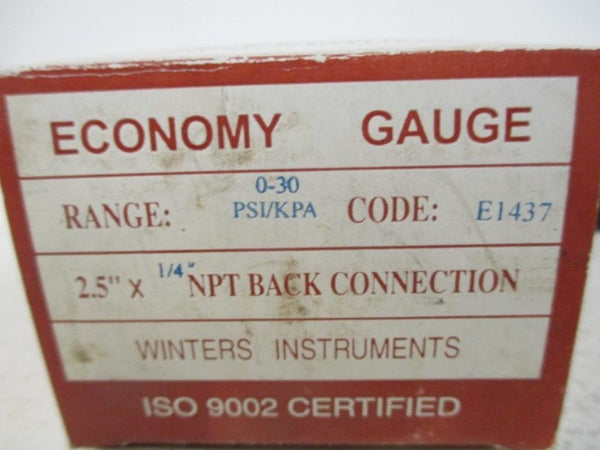 ECONOMY GAUGE
RANGE: 0-30 PSI/KPA CODE: E1437
2.5" X 1/4" NPT BACK CONNECTION
WINTERS INSTRUMENTS
ISO 9002 CERTIFIED